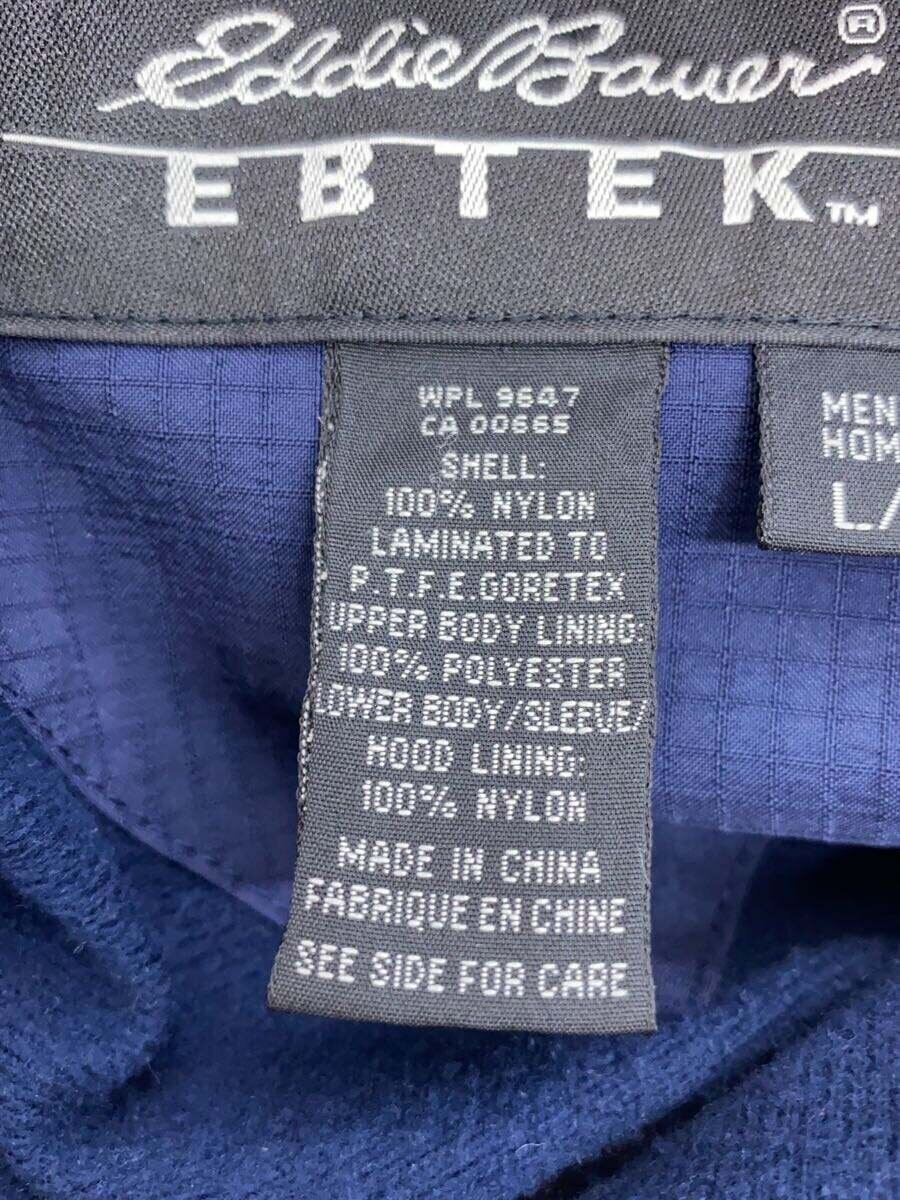 Eddie Bauer®
EBTEK™
WPL 9647
CA 00665
SHELL:
100% NYLON
LAMINATED TO
P.T.F.E.GORETEX
UPPER BODY LINING:
100% POLYESTER
LOWER BODY/SLEEVE/
HOOD LINING:
100% NYLON
MADE IN CHINA
FABRIQUE EN CHINE
SEE SIDE FOR CARE
MEN
HOM
L/